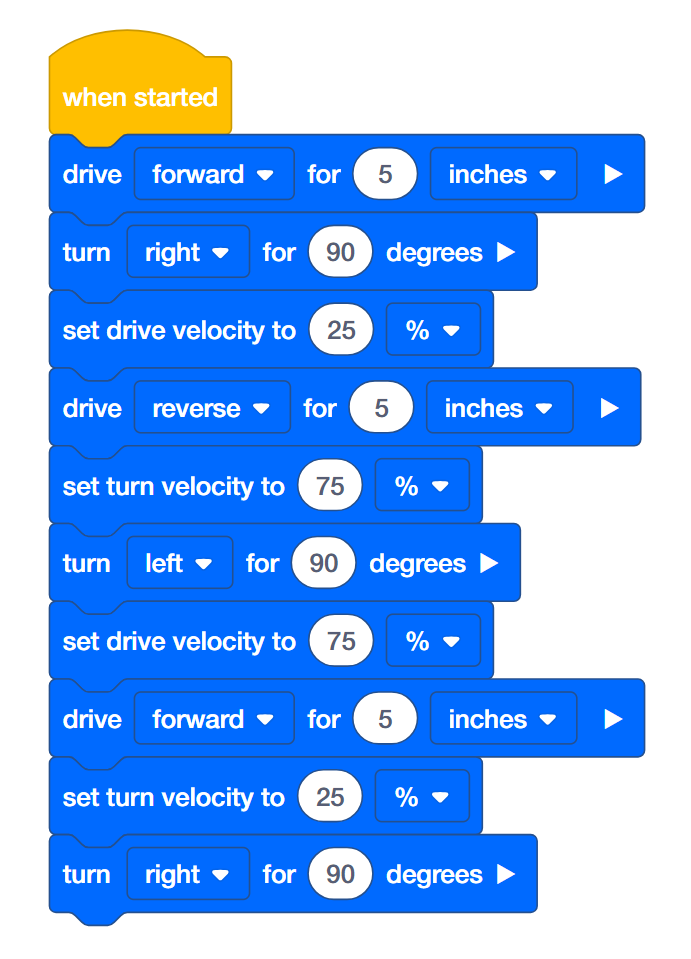 when started
drive forward for 5 inches
turn right for 90 degrees
set drive velocity to 25 %
drive reverse for 5 inches
set turn velocity to 75 %
turn left for 90 degrees
set drive velocity to 75 %
drive forward for 5 inches
set turn velocity to 25 %
turn right for 90 degrees